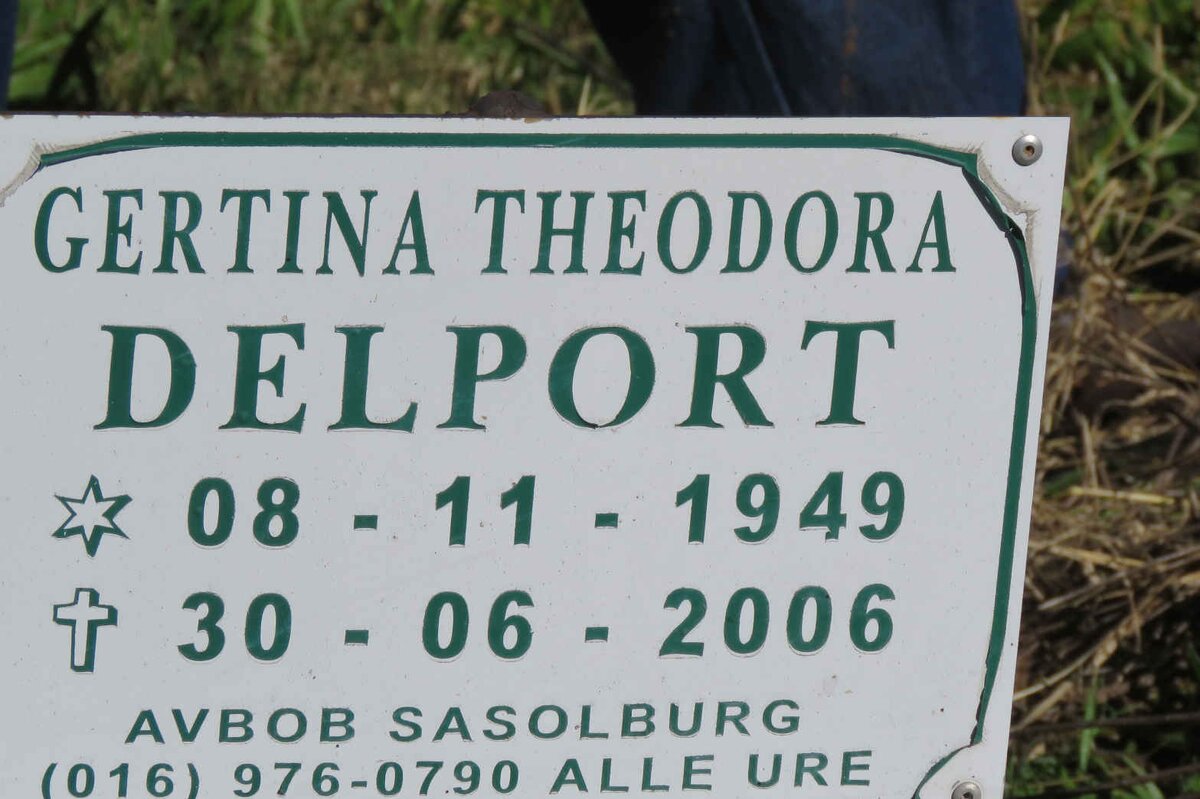 GERTINA THEODORA
DELPORT
08 - 11 - 1949
30 - 06 - 2006
AVBOB SASOLBURG
(016) 976-0790 ALLE URE